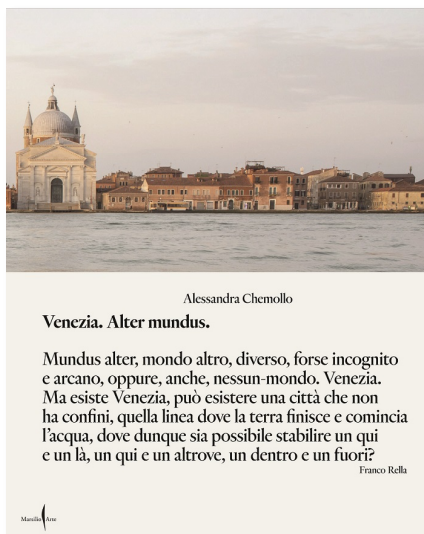 Alessandra Chemollo
Venezia. Alter mundus.
Mundus alter, mondo altro, diverso, forse incognito
e arcano, oppure, anche, nessun-mondo. Venezia.
Ma esiste Venezia, può esistere una città che non
ha confini, quella linea dove la terra finisce e comincia
l’acqua, dove dunque sia possibile stabilire un qui
e un là, un qui e un altrove, un dentro e un fuori?
Franco Rella
Marsilio Arte